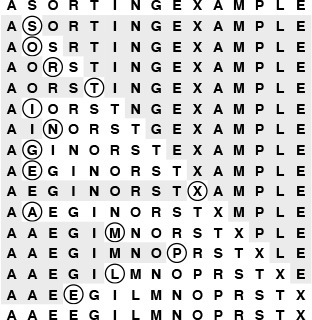 A S O R T I N G E X A M P L E
A S O R T I N G E X A M P L E
A O S R T I N G E X A M P L E
A O R S T I N G E X A M P L E
A O R S T I N G E X A M P L E
A I O R S T N G E X A M P L E
A I N O R S T G E X A M P L E
A G I N O R S T E X A M P L E
A E G I N O R S T X A M P L E
A E G I N O R S T X A M P L E
A A E G I N O R S T X M P L E
A A E G I M N O R S T X P L E
A A E G I M N O P R S T X L E
A A E G I L M N O P R S T X E
A A E E G I L M N O P R S T X
A A E E G I L M N O P R S T X